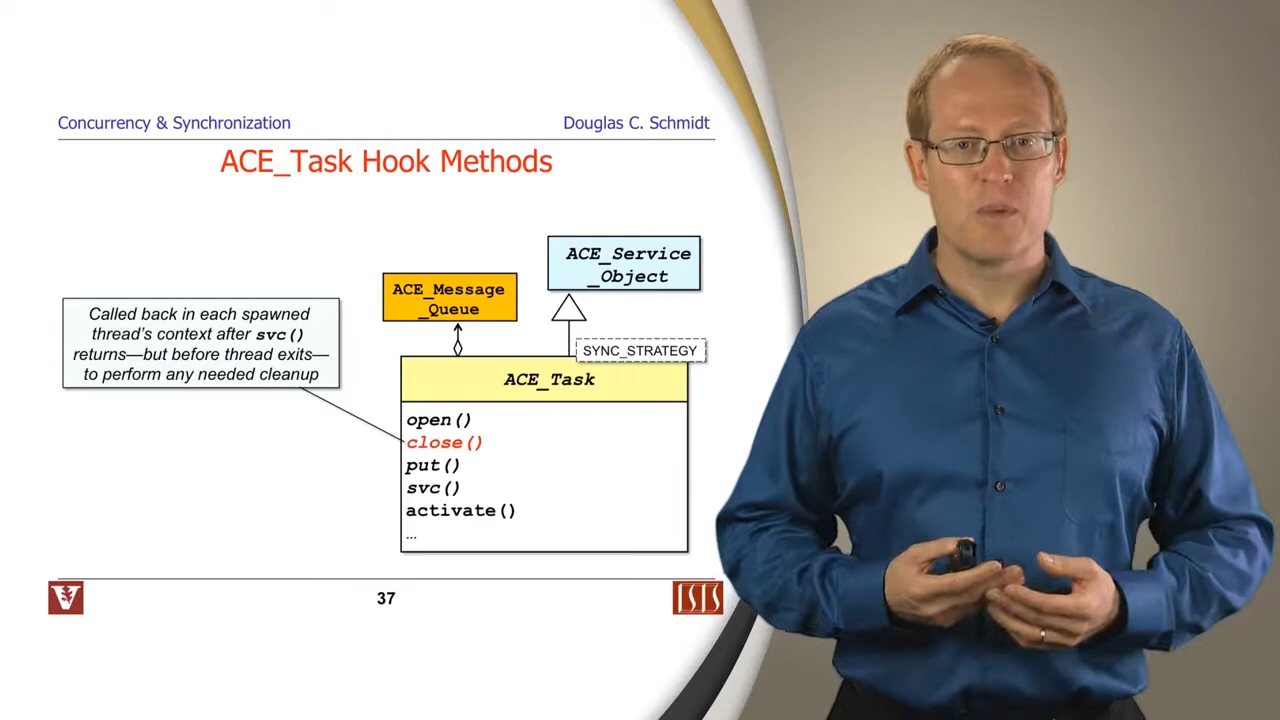 Concurrency & Synchronization
Douglas C. Schmidt
ACE_Task Hook Methods
ACE_Service
_Object
ACE_Message
_Queue
Called back in each spawned
thread's context after svc()
returns—but before thread exits—
to perform any needed cleanup
SYNC_STRATEGY
ACE_Task
open()
close()
put()
svc()
activate()
…
V
37
ISIS